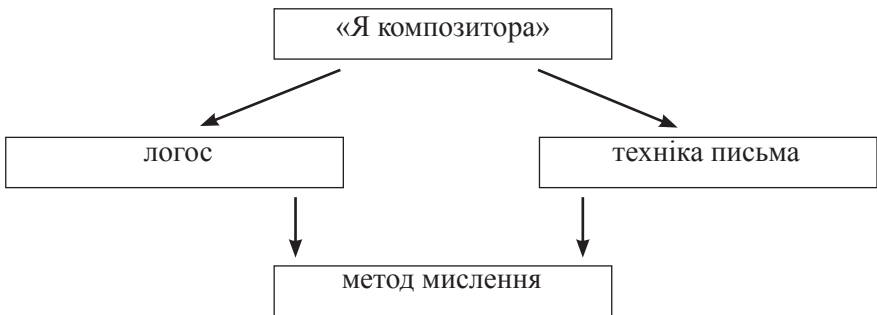 «Я композитора»
логос
техніка письма
метод мислення